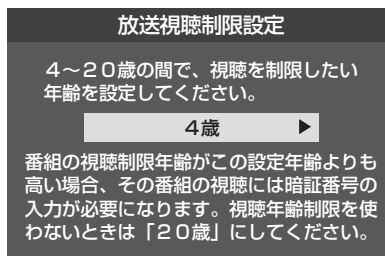 放送視聴制限設定
４～２０歳の間で、視聴を制限したい
年齢を設定してください。
４歳 ▶
番組の視聴制限年齢がこの設定年齢よりも
高い場合、その番組の視聴には暗証番号の
入力が必要になります。視聴年齢制限を使
わないときは「２０歳」にしてください。